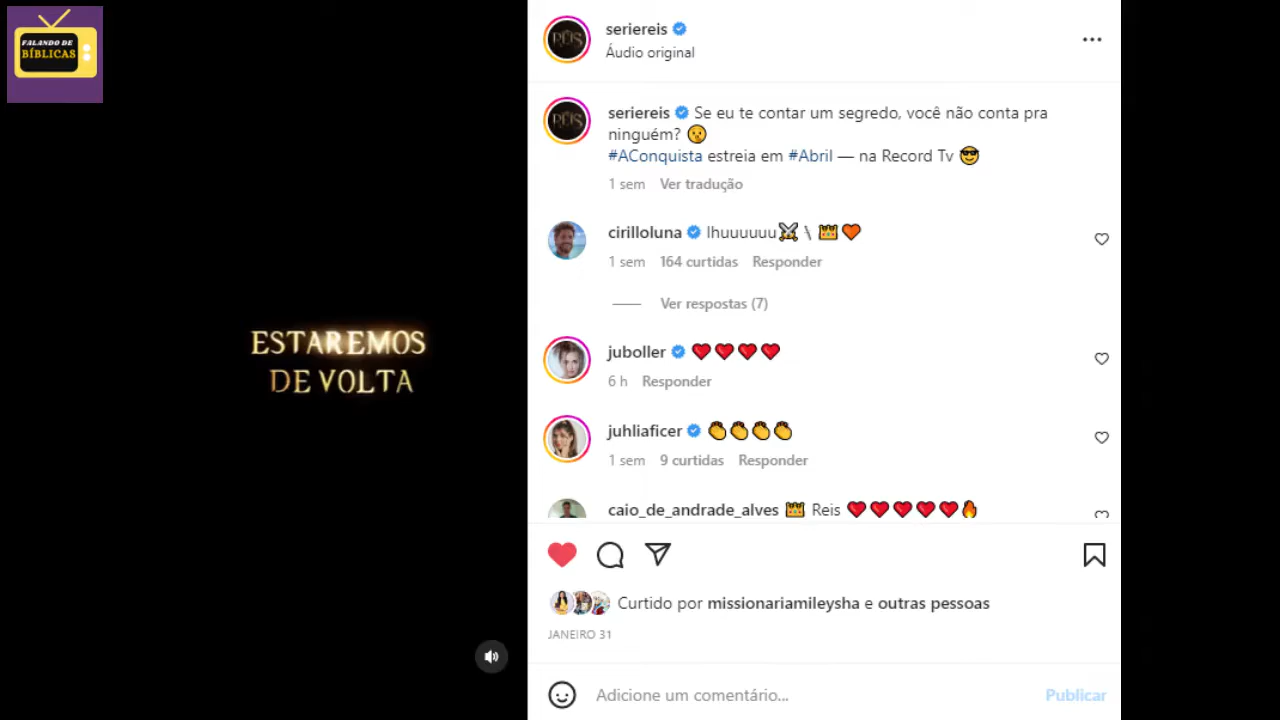 FALANDO DE
BÍBLICAS
ESTAREMOS
DE VOLTA
REIS
seriereis
Áudio original
REIS
seriereis Se eu te contar um segredo, você não conta pra
ninguém? 🤫
#AConquista estreia em #Abril — na Record Tv 😎
1 sem Ver tradução
cirilloluna Ihuuuuuu⚔️ \ 👑🧡
1 sem 164 curtidas Responder
Ver respostas (7)
juboller ❤️❤️❤️❤️
6 h Responder
juhliaficer 👏👏👏👏
1 sem 9 curtidas Responder
caio_de_andrade_alves 👑 Reis ❤️❤️❤️❤️❤️🔥
Curtido por missionariamileysha e outras pessoas
JANEIRO 31
Adicione um comentário...
Publicar